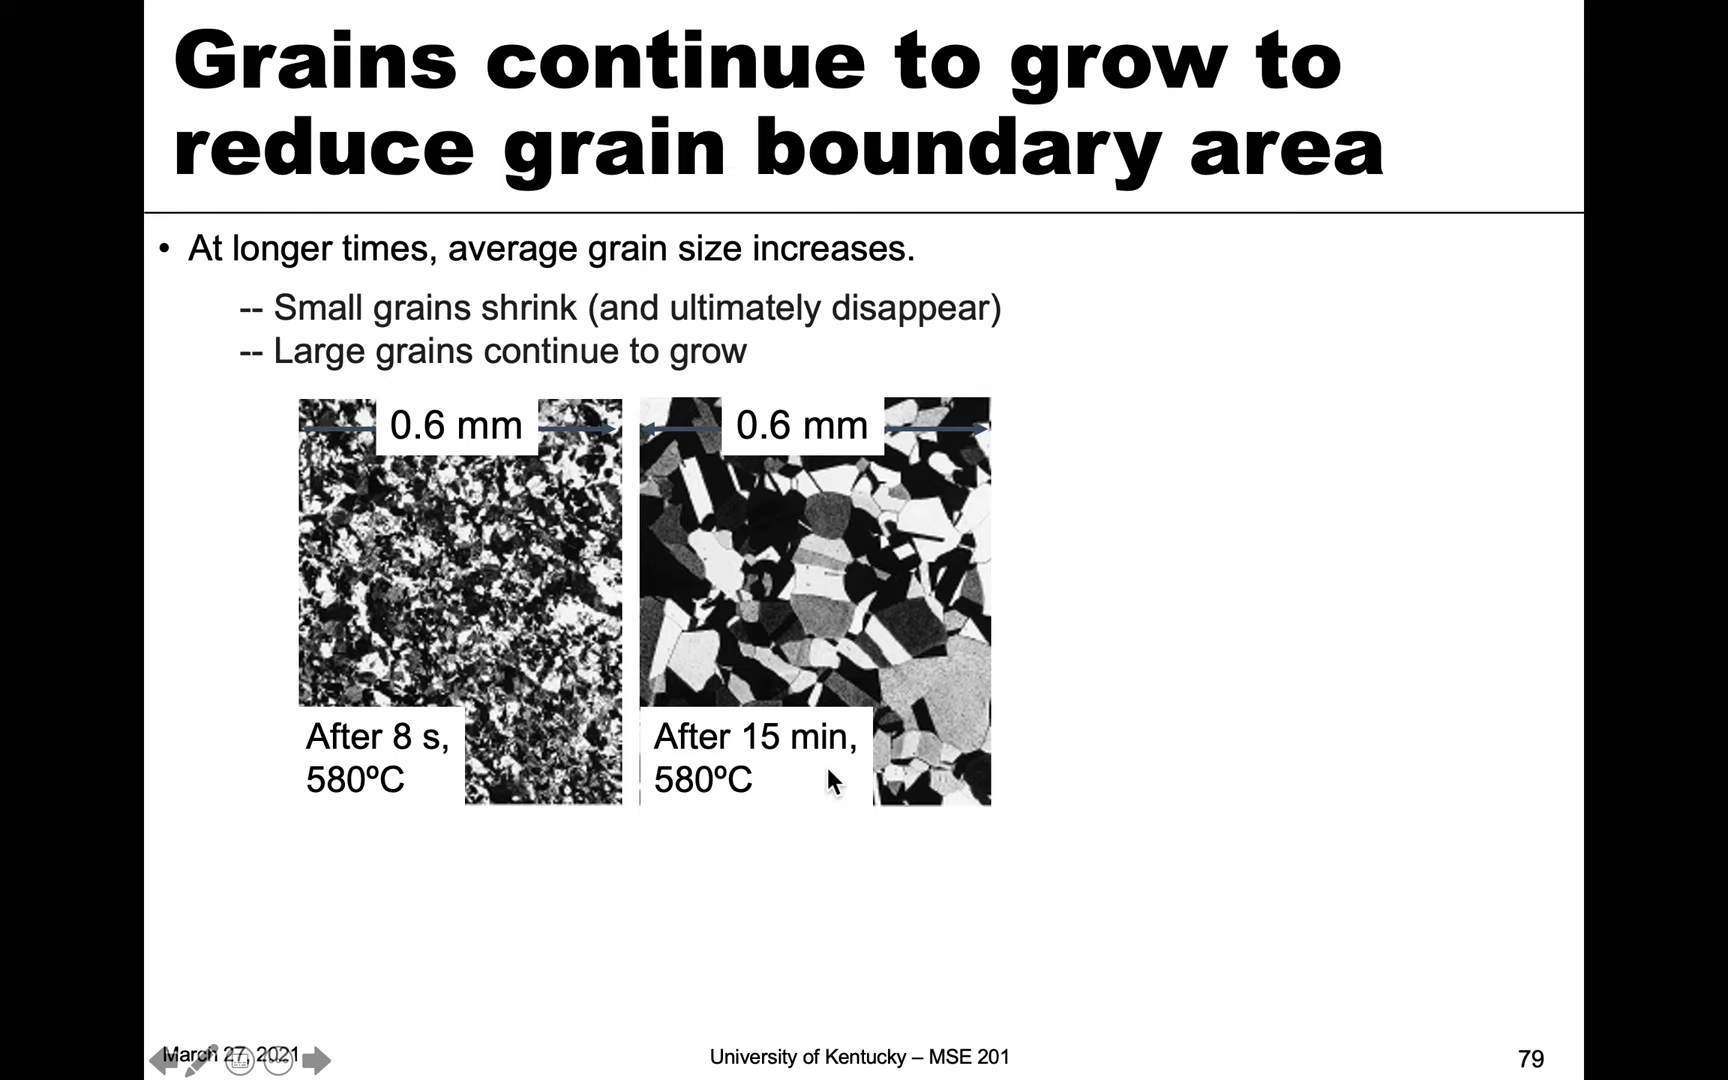 Grains continue to grow to
reduce grain boundary area
• At longer times, average grain size increases.
-- Small grains shrink (and ultimately disappear)
-- Large grains continue to grow
0.6 mm
0.6 mm
After 8 s,
580ºC
After 15 min,
580ºC
March 27, 2021
University of Kentucky – MSE 201
79